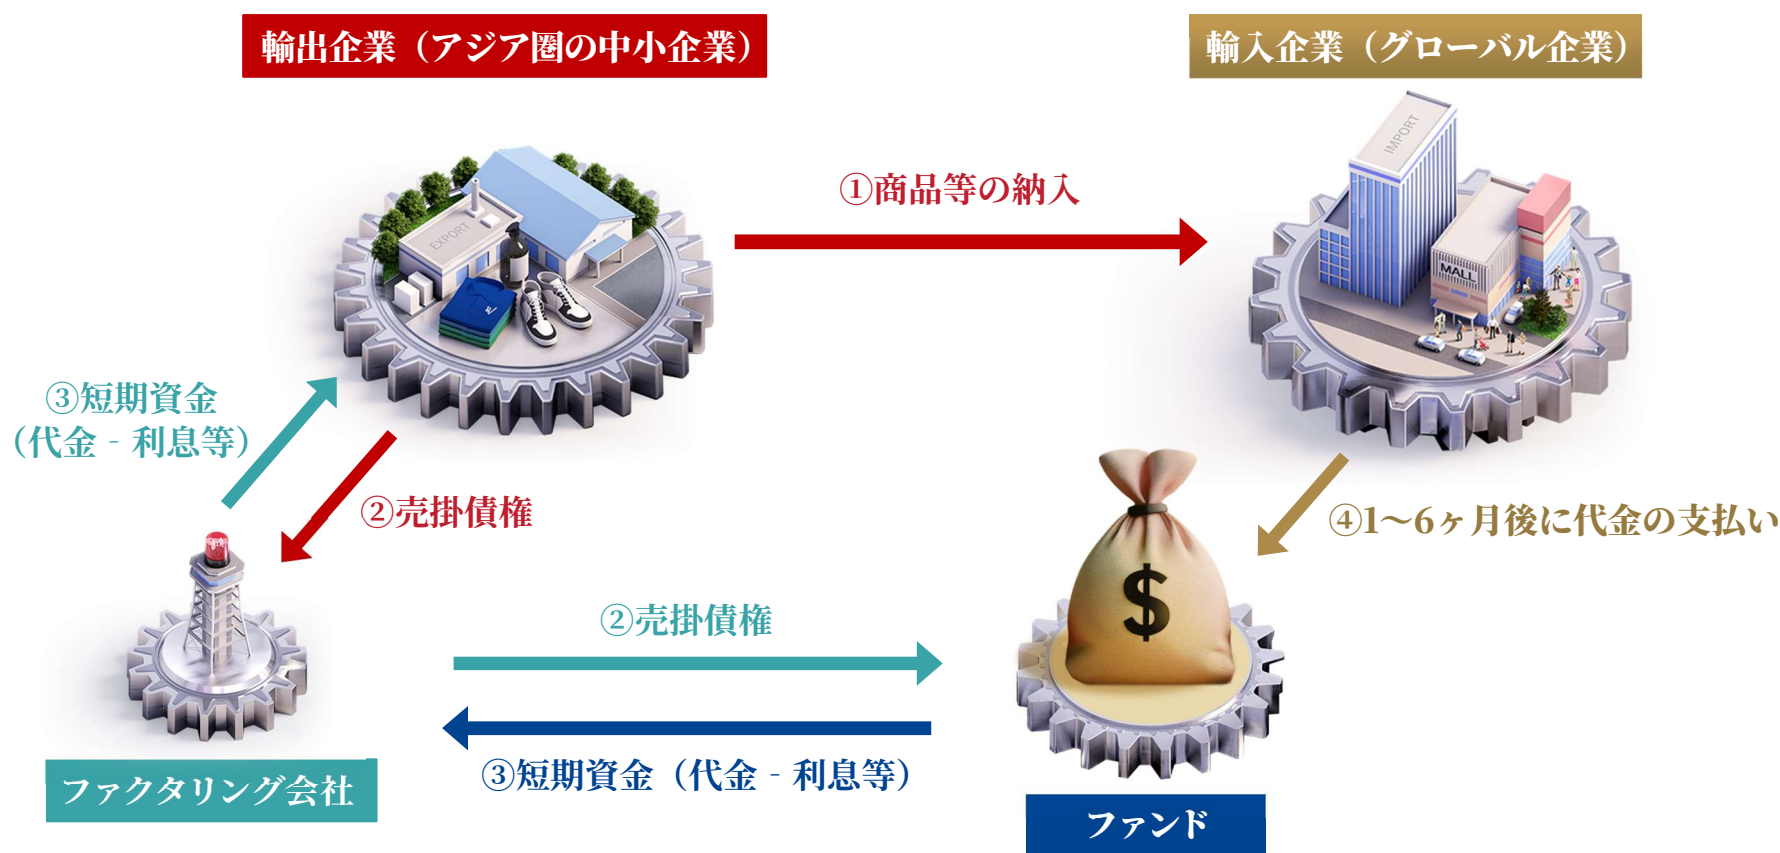 輸出企業（アジア圏の中小企業）
輸入企業（グローバル企業）
IMPORT
①商品等の納入
EXPORT
MALL
③短期資金
（代金 - 利息等）
②売掛債権
④1～6ヶ月後に代金の支払い
$
②売掛債権
③短期資金（代金 - 利息等）
ファクタリング会社
ファンド